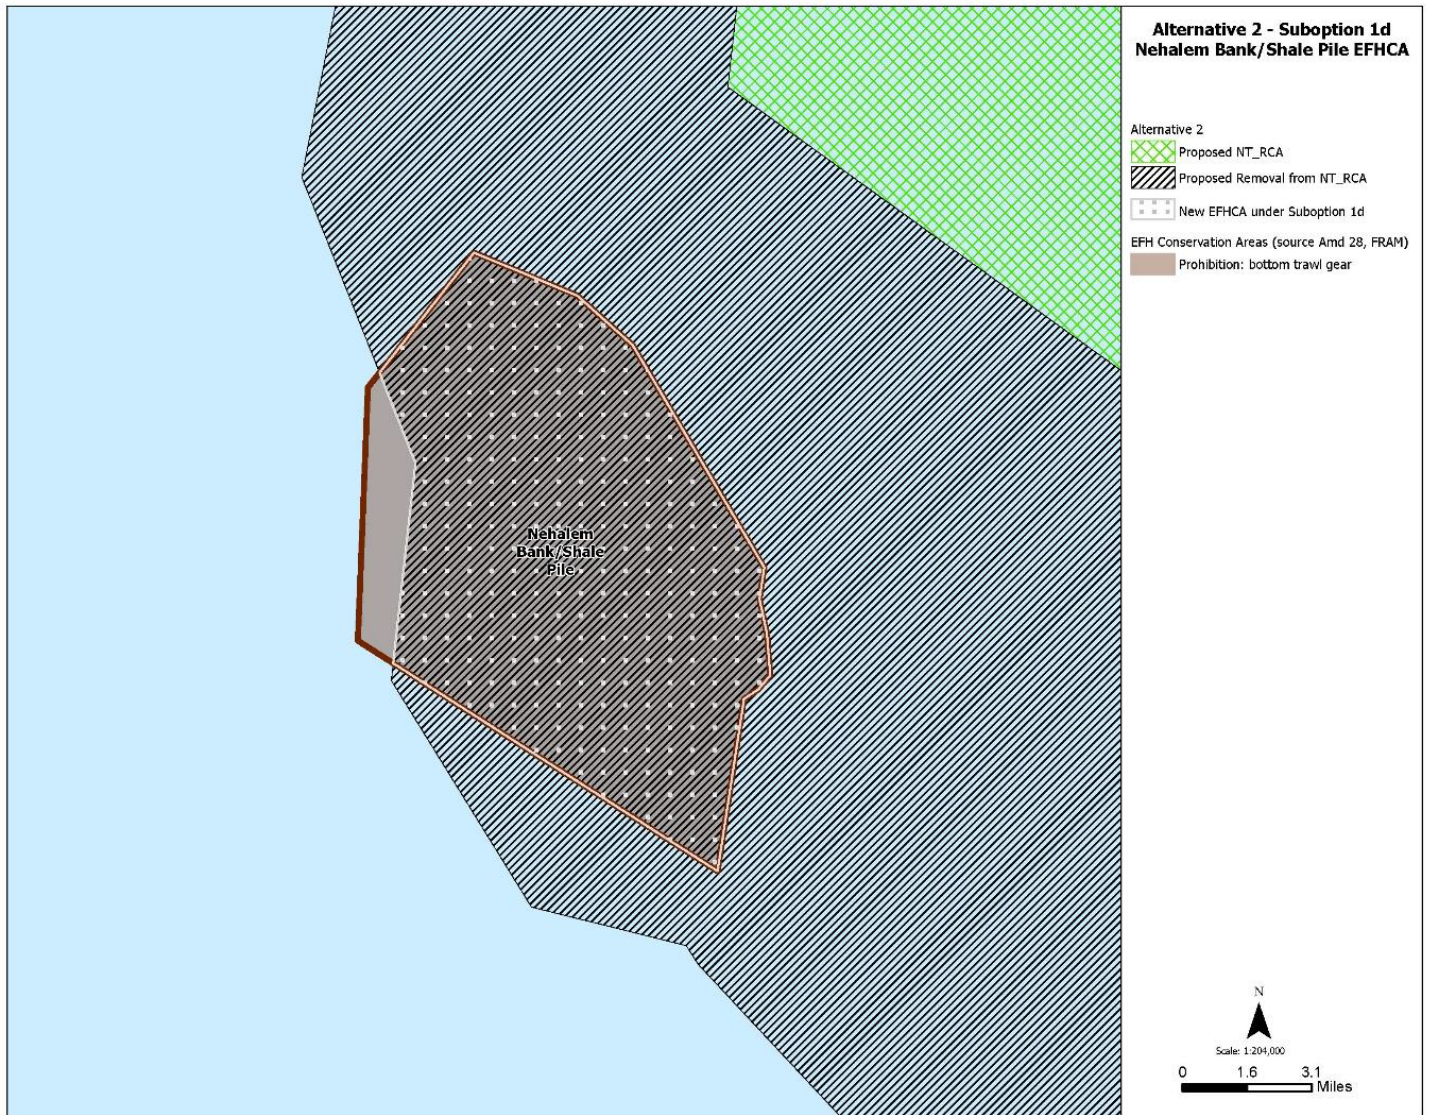 Alternative 2 - Suboption 1d
Nehalem Bank/Shale Pile EFHCA
Alternative 2
Proposed NT_RCA
Proposed Removal from NT_RCA
New EFHCA under Suboption 1d
EFH Conservation Areas (source Amd 28, FRAM)
Prohibition: bottom trawl gear
Nehalem
Bank/Shale
Pile
N
Scale: 1:204,000
0 1.6 3.1
Miles